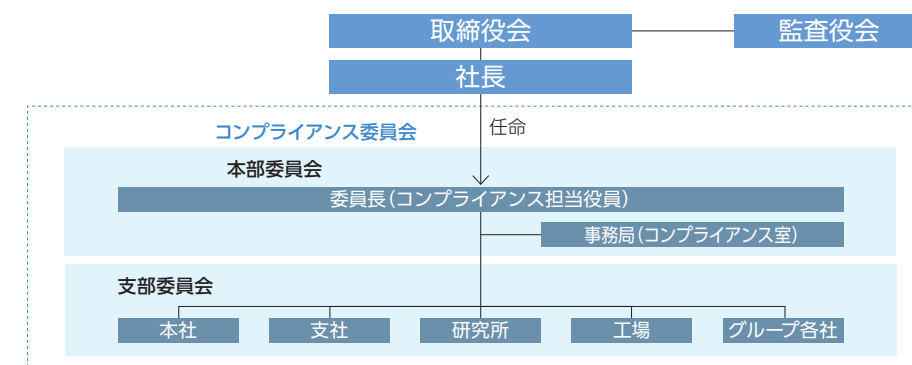 取締役会
監査役会
社長
任命
コンプライアンス委員会
本部委員会
委員長(コンプライアンス担当役員)
事務局(コンプライアンス室)
支部委員会
本社
支社
研究所
工場
グループ各社